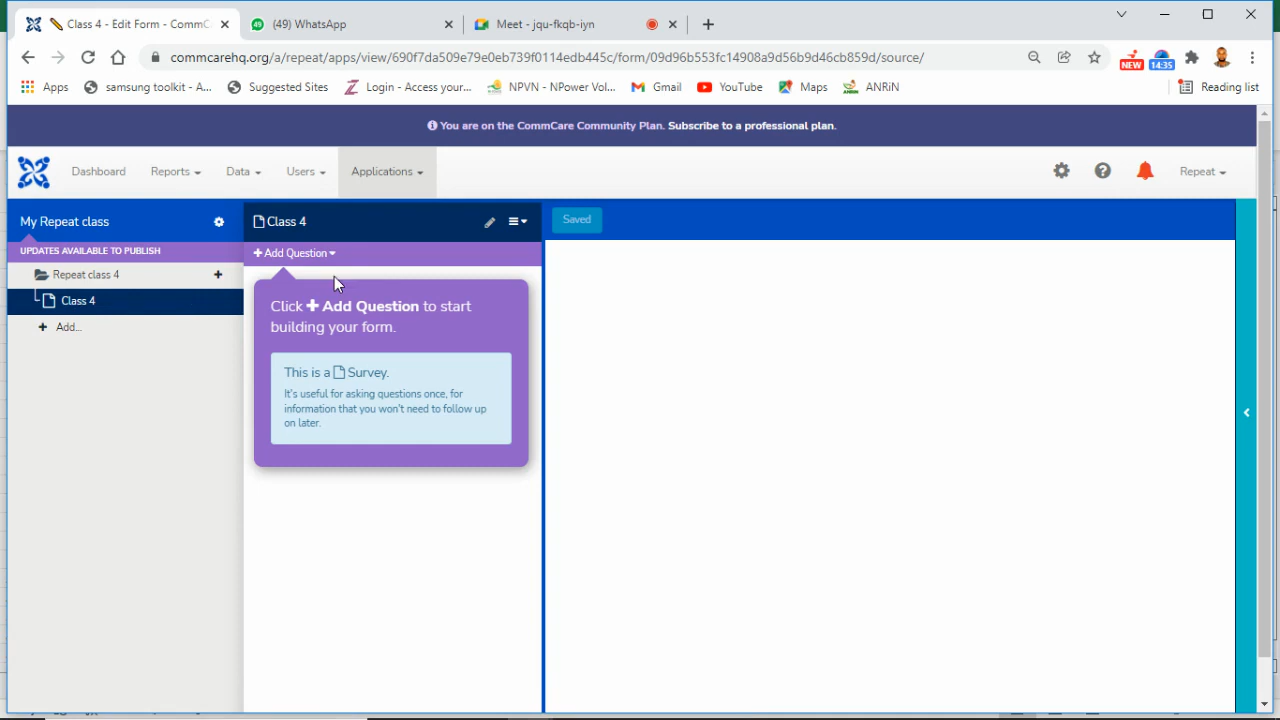 Class 4 - Edit Form - CommC
49
(49) WhatsApp
Meet - jqu-fkqb-iyn
commcarehq.org/a/repeat/apps/view/690f7da509e79e0eb739f0114edb445c/form/09d96b553fc14908a9d56b9d46cb859d/source/
NEW
14:35
Apps
samsung toolkit - A...
Suggested Sites
Login - Access your...
NPVN - NPower Vol...
Gmail
YouTube
Maps
ANRiN
Reading list
You are on the CommCare Community Plan. Subscribe to a professional plan.
Dashboard
Reports
Data
Users
Applications
Repeat
My Repeat class
Class 4
Saved
UPDATES AVAILABLE TO PUBLISH
+ Add Question
Repeat class 4
+
Class 4
+ Add...
Click + Add Question to start
building your form.
This is a Survey.
It's useful for asking questions once, for
information that you won't need to follow up
on later.